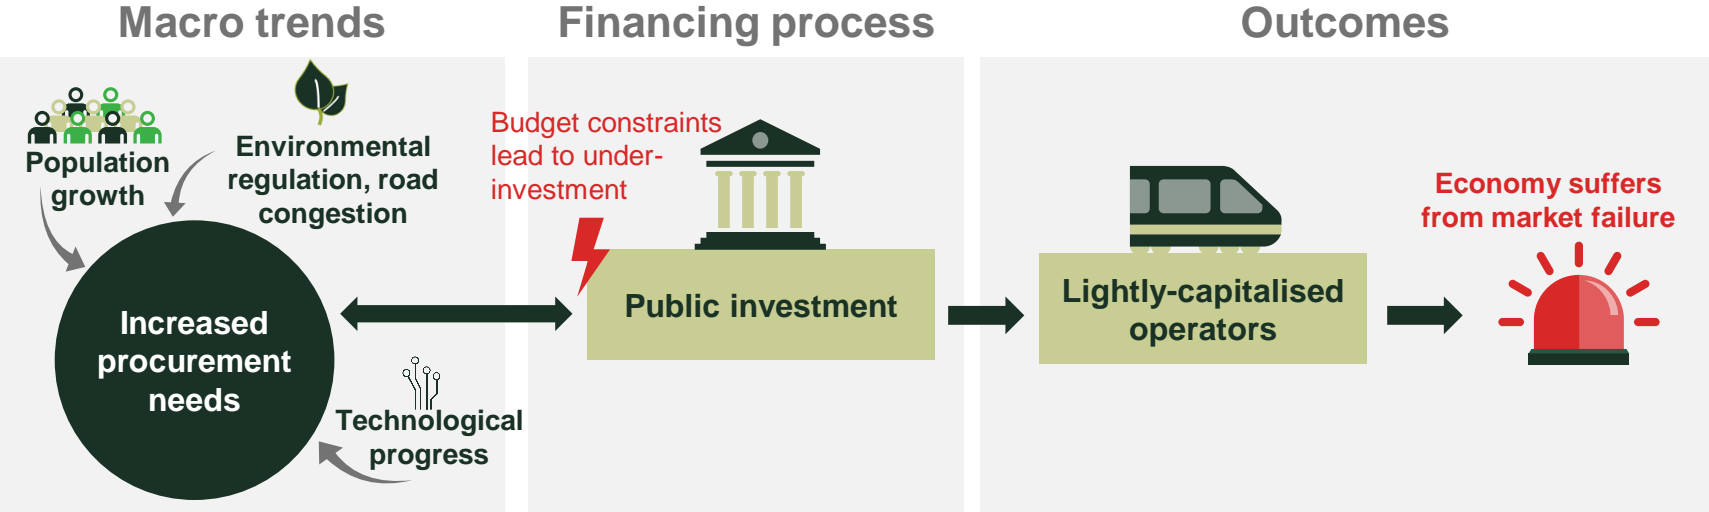 Macro trends
Population
growth
Environmental
regulation, road
congestion
Increased
procurement
needs
Technological
progress
Financing process
Budget constraints
lead to under-
investment
Public investment
Outcomes
Lightly-capitalised
operators
Economy suffers
from market failure